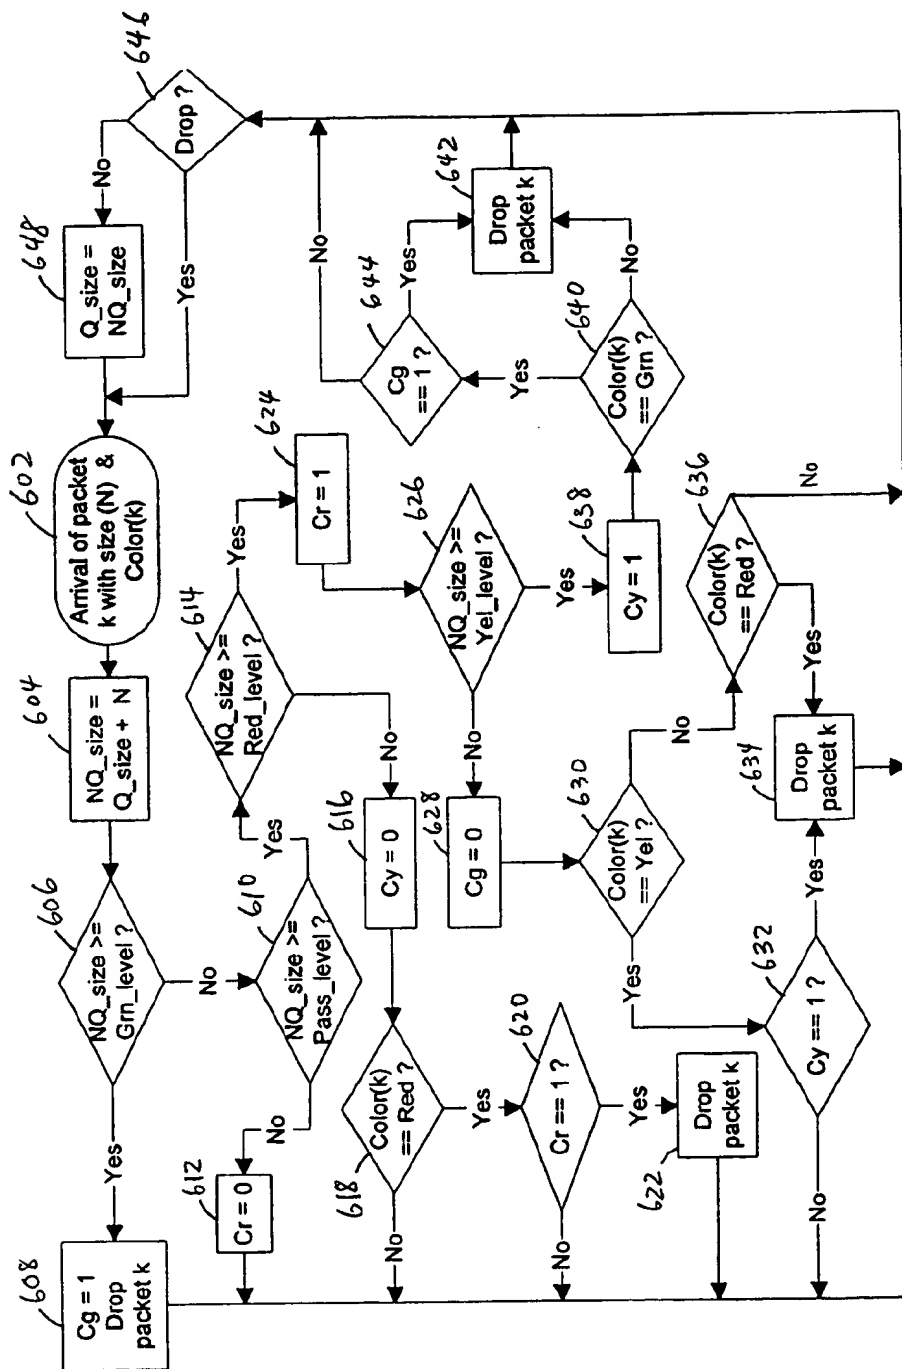 646
Drop ?
No
Yes
648
Q_size =
NQ_size
602
Arrival of packet
k with size (N) &
Color(k)
604
NQ_size =
Q_size + N
606
NQ_size >=
Grn_level ?
Yes
No
608
Cg = 1
Drop
packet k
610
NQ_size >=
Pass_level ?
Yes
No
612
Cr = 0
614
NQ_size >=
Red_level ?
Yes
No
616
Cy = 0
618
Color(k)
== Red ?
No
Yes
620
Cr == 1 ?
No
Yes
622
Drop
packet k
624
Cr = 1
626
NQ_size >=
Yel_level ?
Yes
No
628
Cg = 0
630
Color(k)
== Yel ?
Yes
No
632
Cy == 1 ?
No
Yes
634
Drop
packet k
636
Color(k)
== Red ?
No
Yes
638
Cy = 1
640
Color(k)
== Grn ?
Yes
No
644
Cg
== 1 ?
No
Yes
642
Drop
packet k